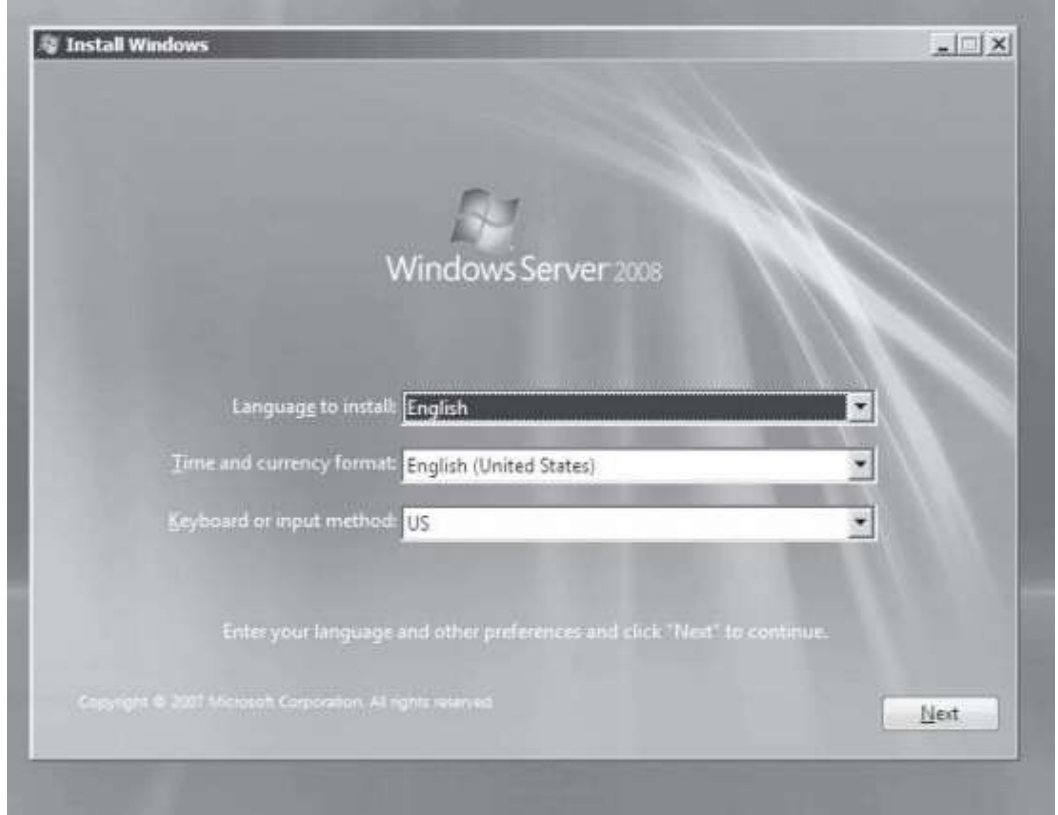 Install Windows
Windows Server 2008
Language to install: English
Time and currency format: English (United States)
Keyboard or input method: US
Enter your language and other preferences and click "Next" to continue.
Copyright © 2007 Microsoft Corporation. All rights reserved.
Next